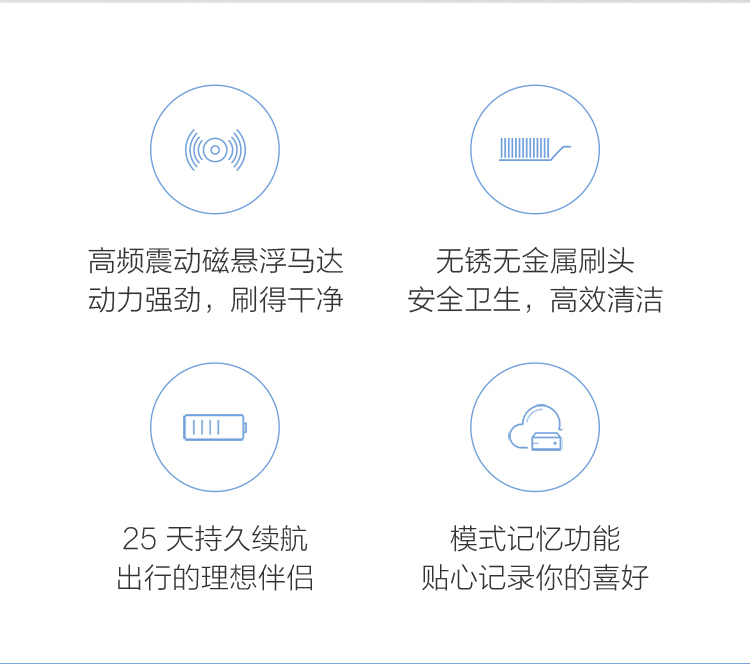 高频震动磁悬浮马达
动力强劲，刷得干净
无锈无金属刷头
安全卫生，高效清洁
25 天持久续航
出行的理想伴侣
模式记忆功能
贴心记录你的喜好